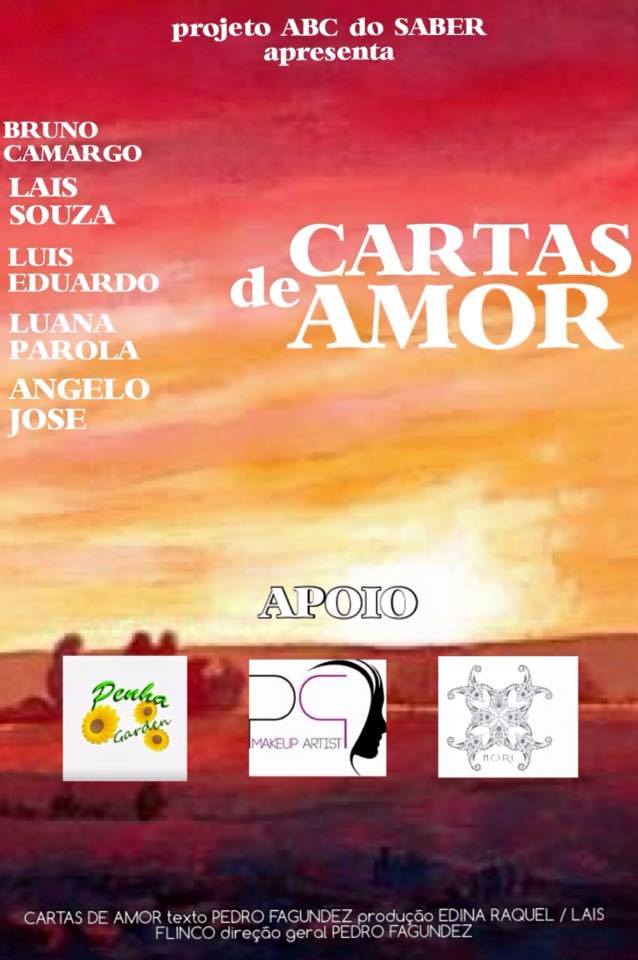 projeto ABC do SABER
apresenta
BRUNO
CAMARGO
LAIS
SOUZA
LUIS
EDUARDO
LUANA
PAROLA
ANGELO
JOSE
CARTAS
de AMOR
APOIO
Penha
Garden
PP
MAKEUP ARTIST
MORI
CARTAS DE AMOR texto PEDRO FAGUNDEZ produção EDINA RAQUEL / LAIS
FLINCO direção geral PEDRO FAGUNDEZ